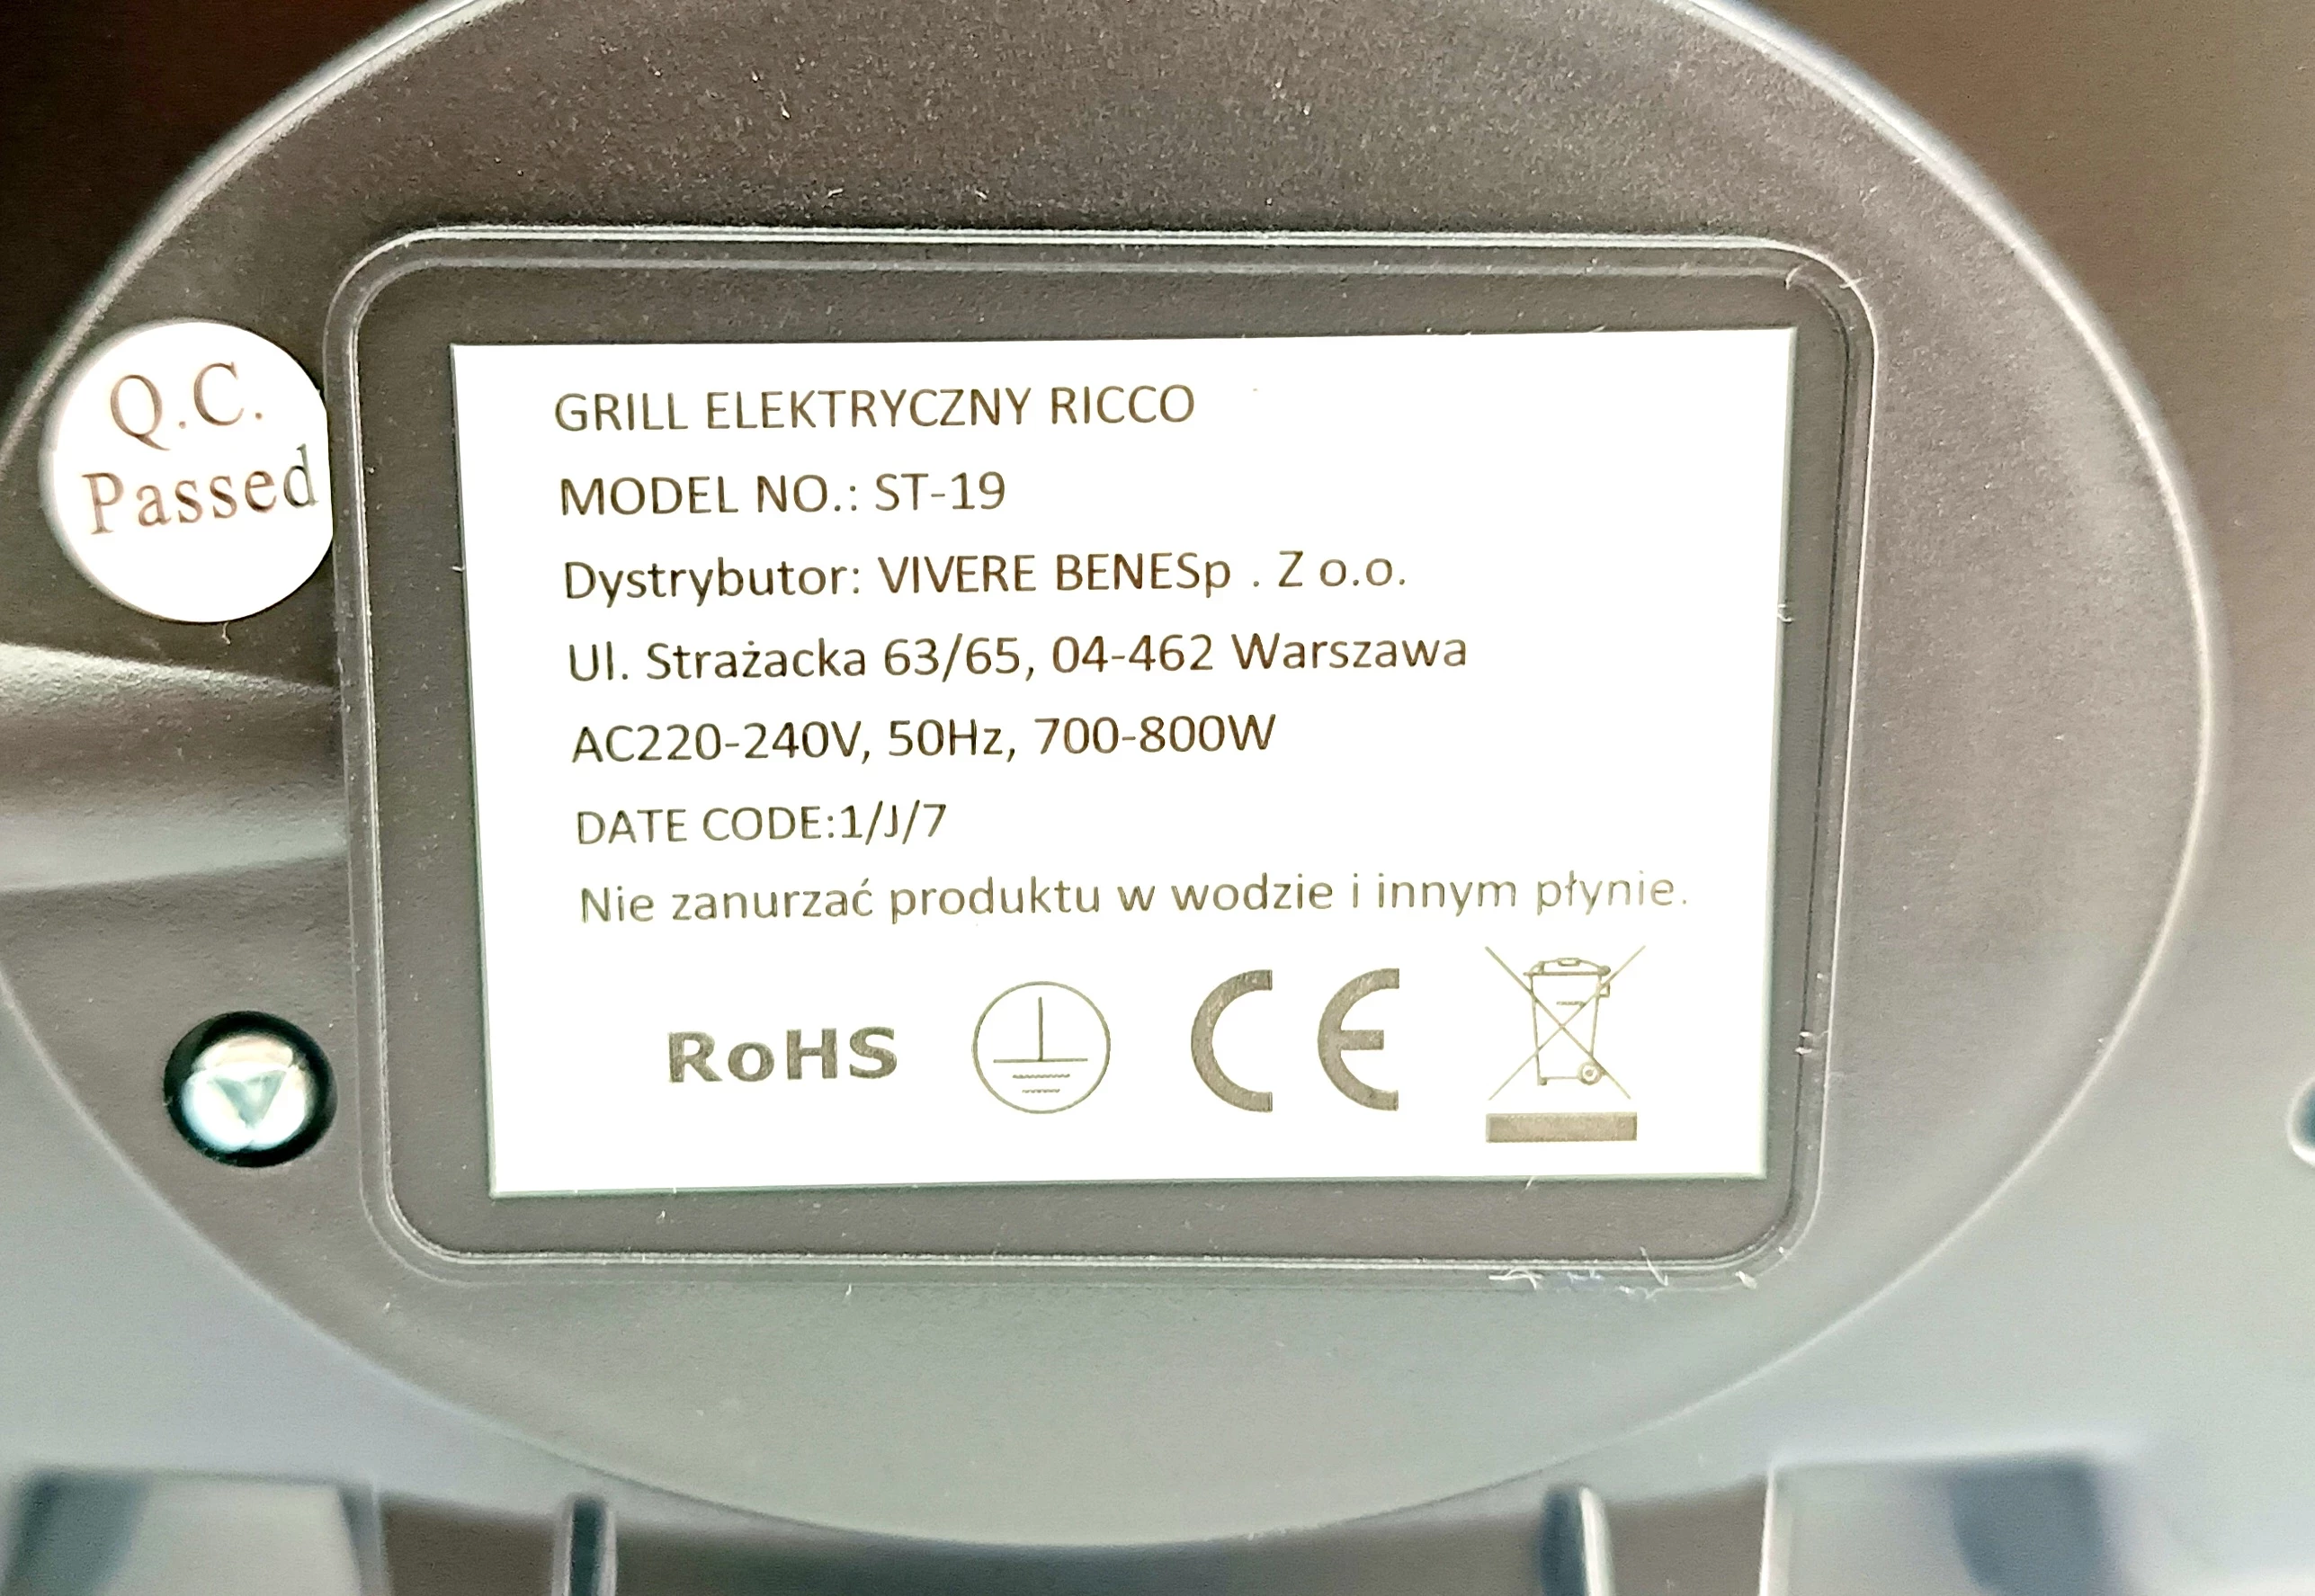 Q.C.
Passed
GRILL ELEKTRYCZNY RICCO
MODEL NO.: ST-19
Dystrybutor: VIVERE BENESp . Z o.o.
Ul. Strażacka 63/65, 04-462 Warszawa
AC220-240V, 50Hz, 700-800W
DATE CODE:1/J/7
Nie zanurzać produktu w wodzie i innym płynie.
RoHS CE